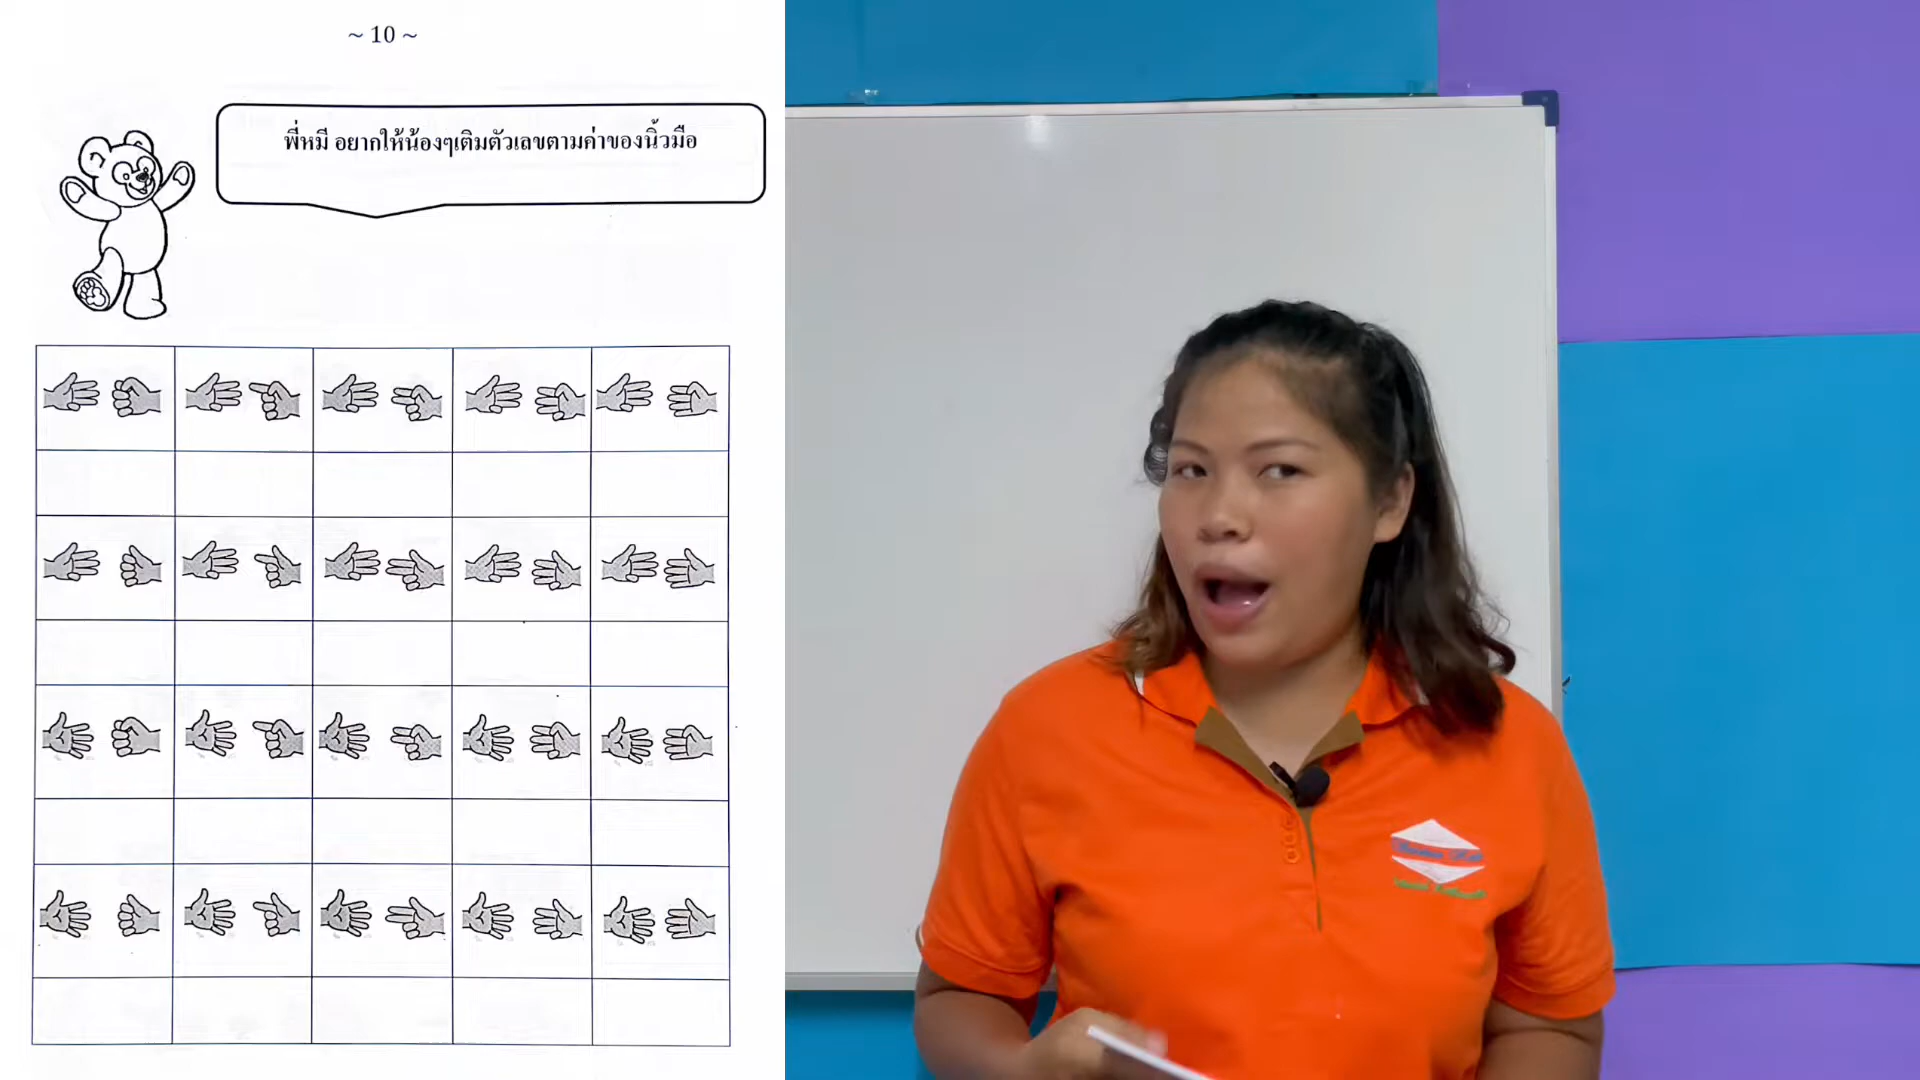 ~ 10 ~
พี่หมี อยากให้น้องๆเติมตัวเลขตามค่าของนิ้วมือ